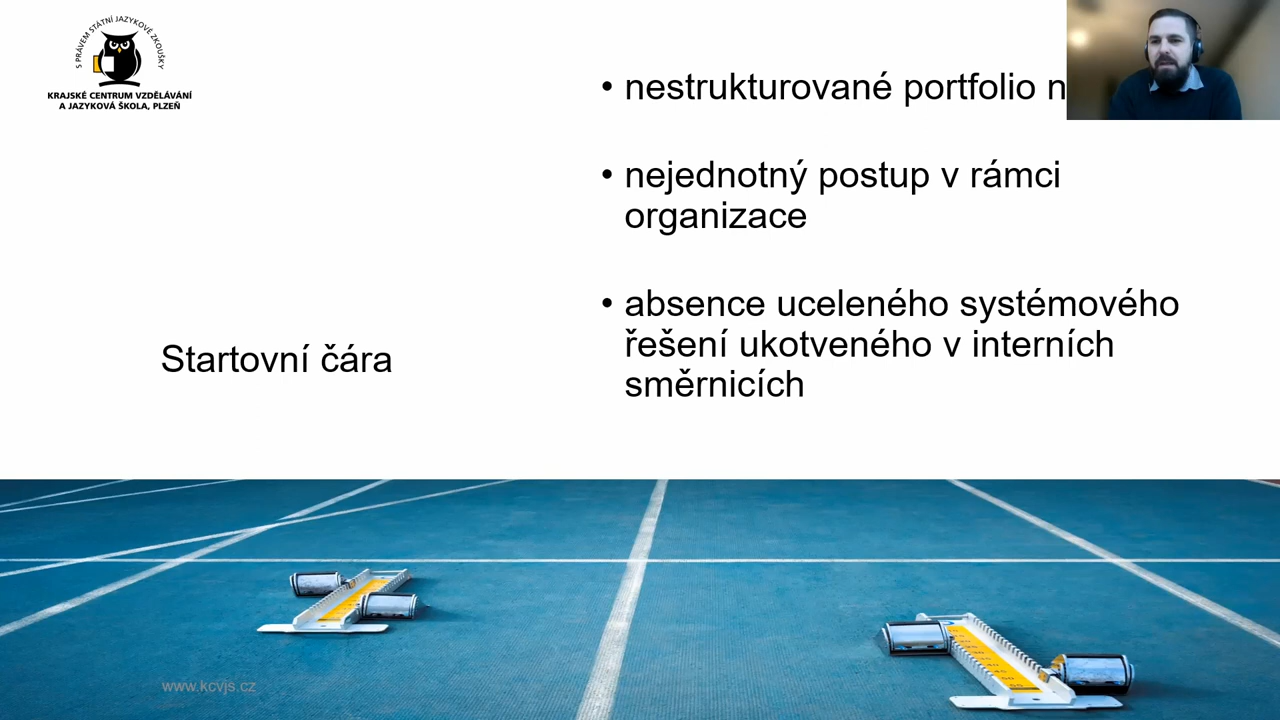 S PRÁVEM STÁTNÍ JAZYKOVÉ ZKOUŠKY
KRAJSKÉ CENTRUM VZDĚLÁVÁNÍ
A JAZYKOVÁ ŠKOLA, PLZEŇ
• nestrukturované portfolio
• nejednotný postup v rámci
organizace
• absence uceleného systémového
řešení ukotveného v interních
směrnicích
Startovní čára
www.kcvjs.cz